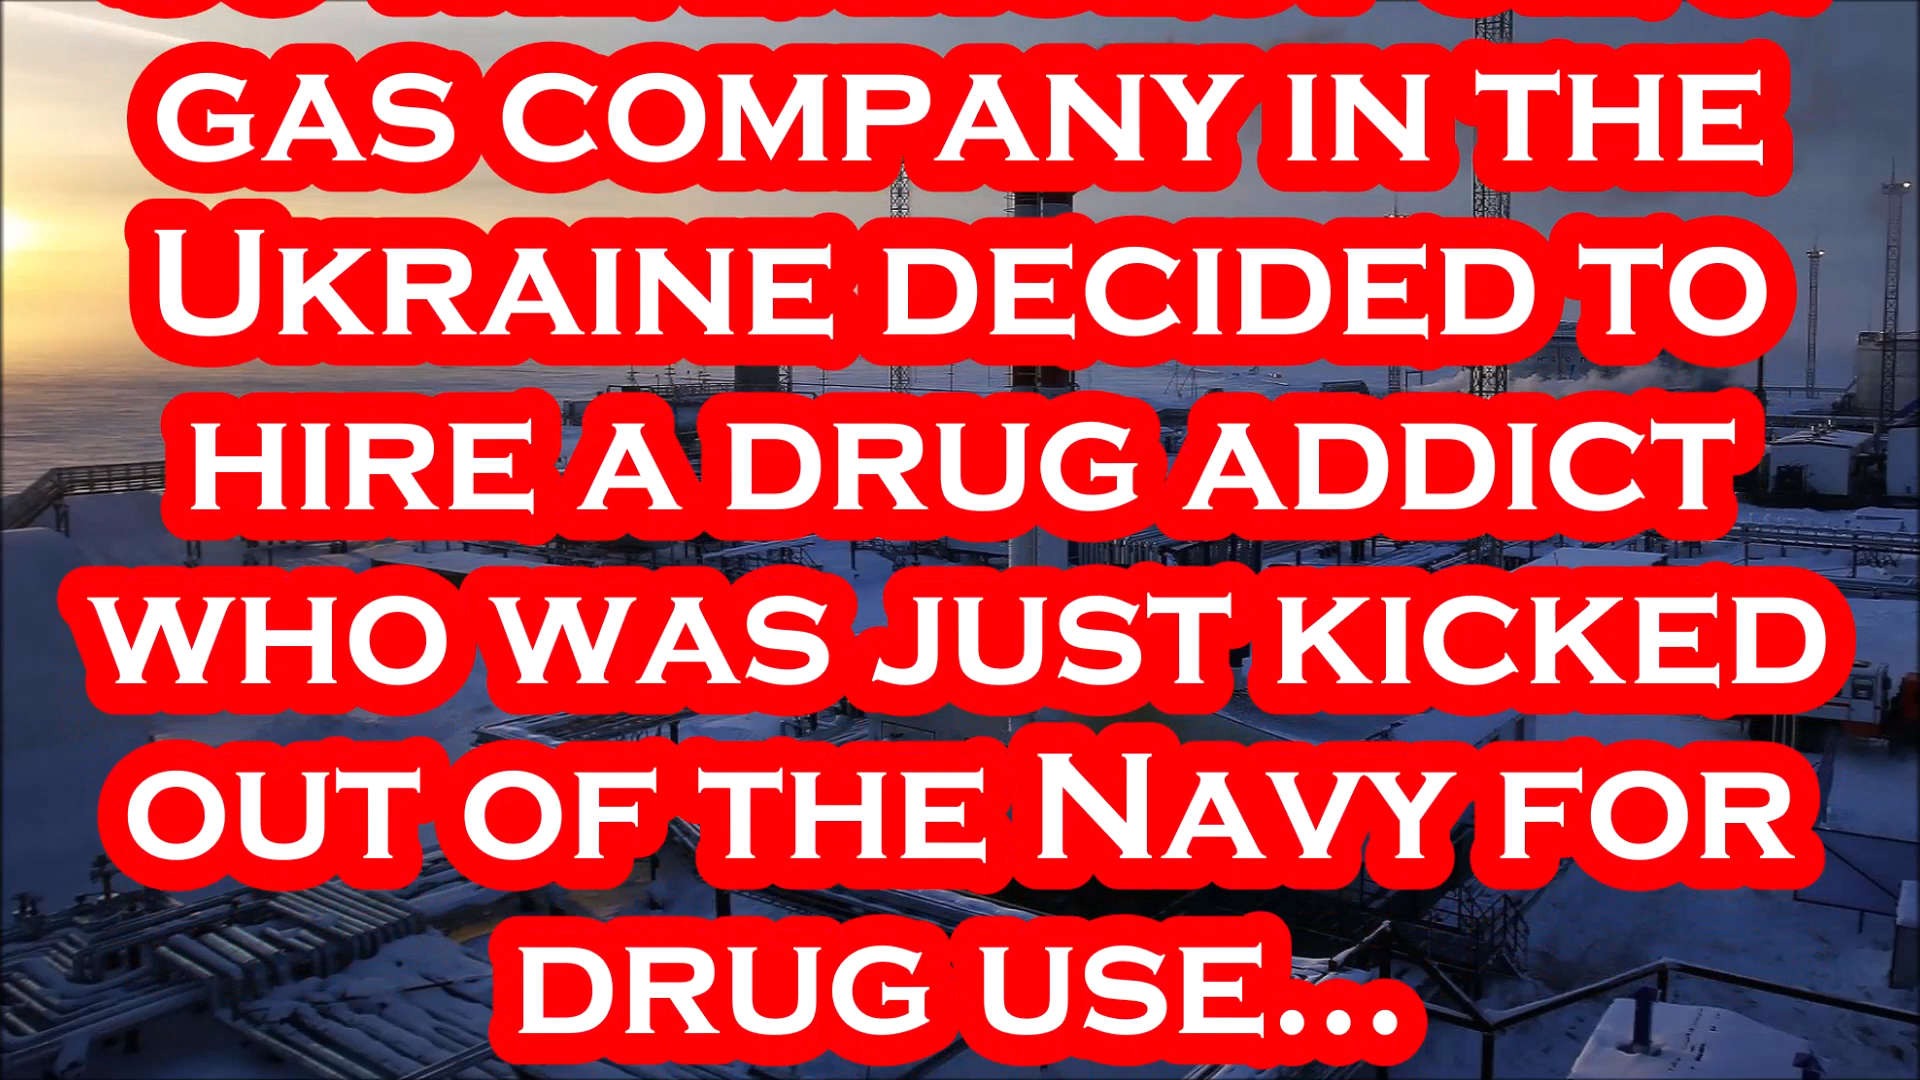 GAS COMPANY IN THE
UKRAINE DECIDED TO
HIRE A DRUG ADDICT
WHO WAS JUST KICKED
OUT OF THE NAVY FOR
DRUG USE...